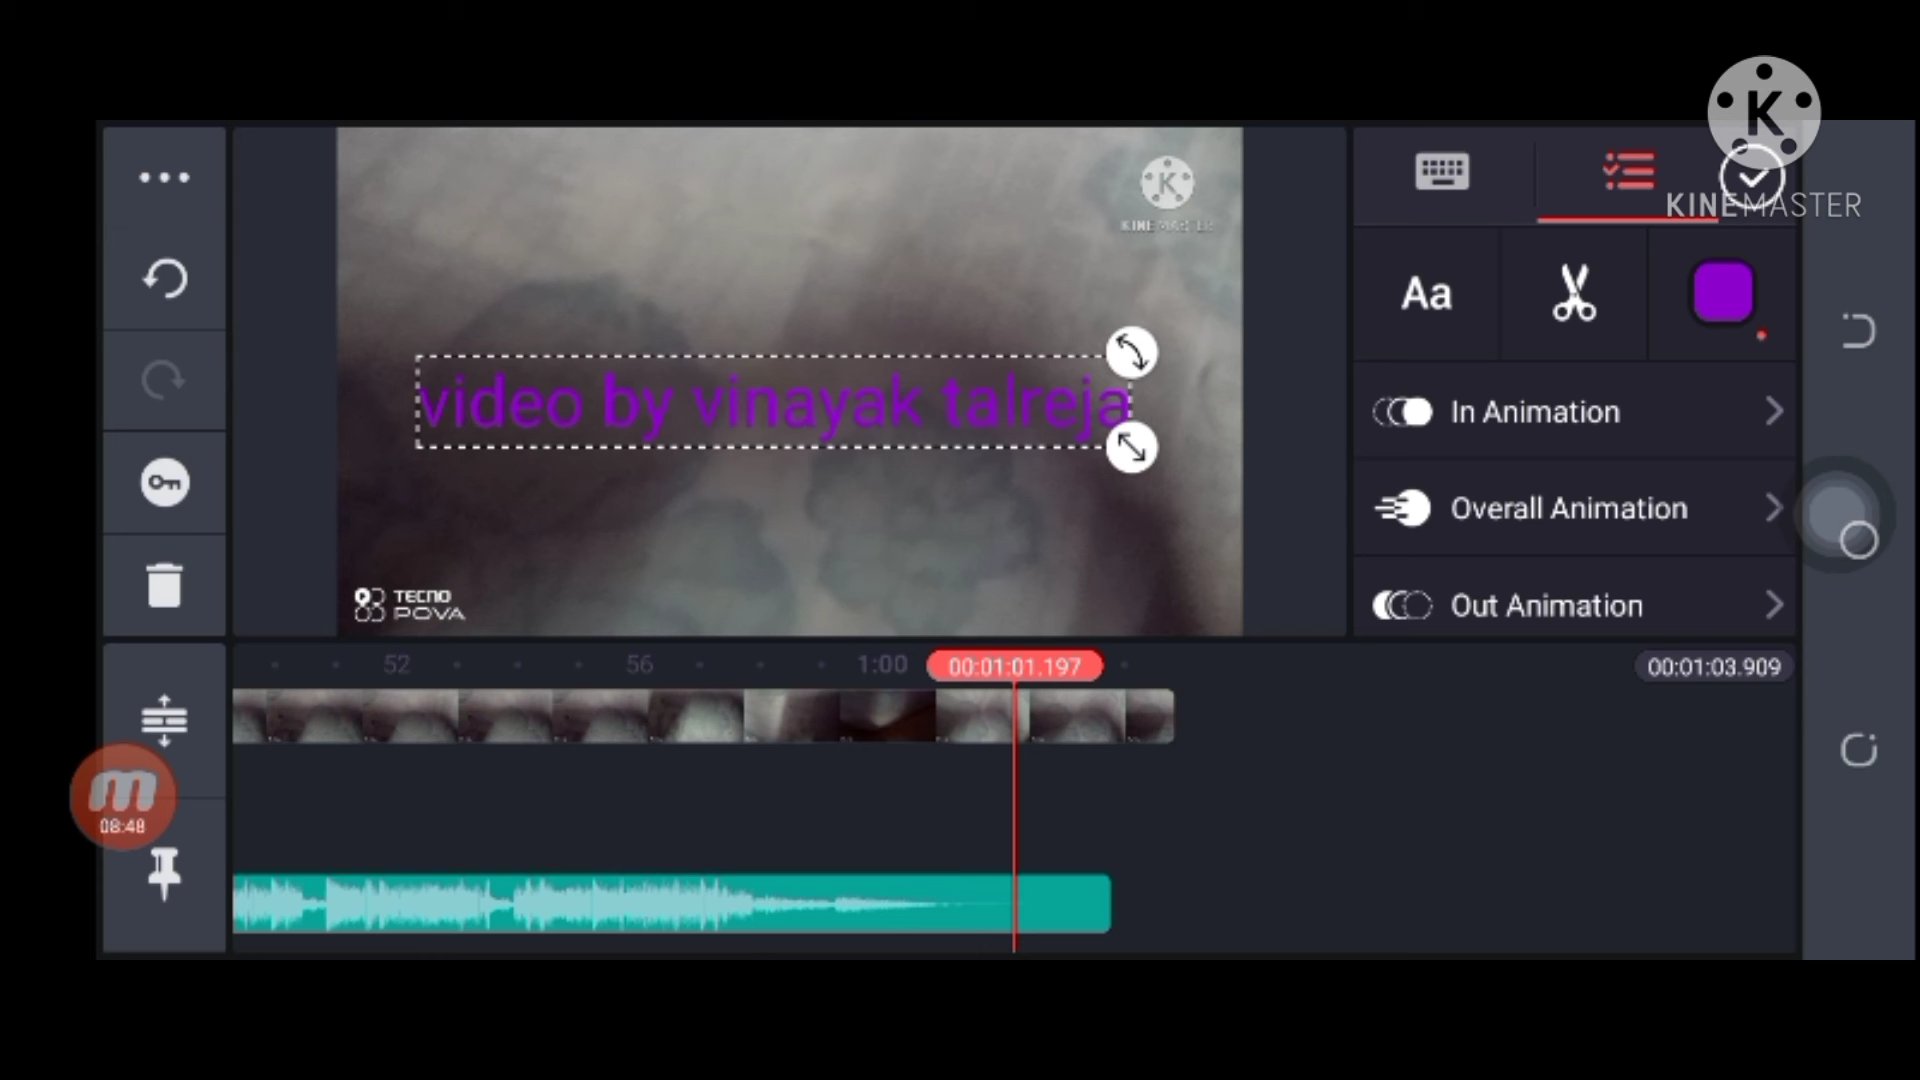 K
KINEMASTER
K
KINEMASTER
Aa
video by vinayak talreja
In Animation
Overall Animation
Out Animation
TECNO
POVA
52
56
1:00
00:01:01.197
00:01:03.909
m
08:48